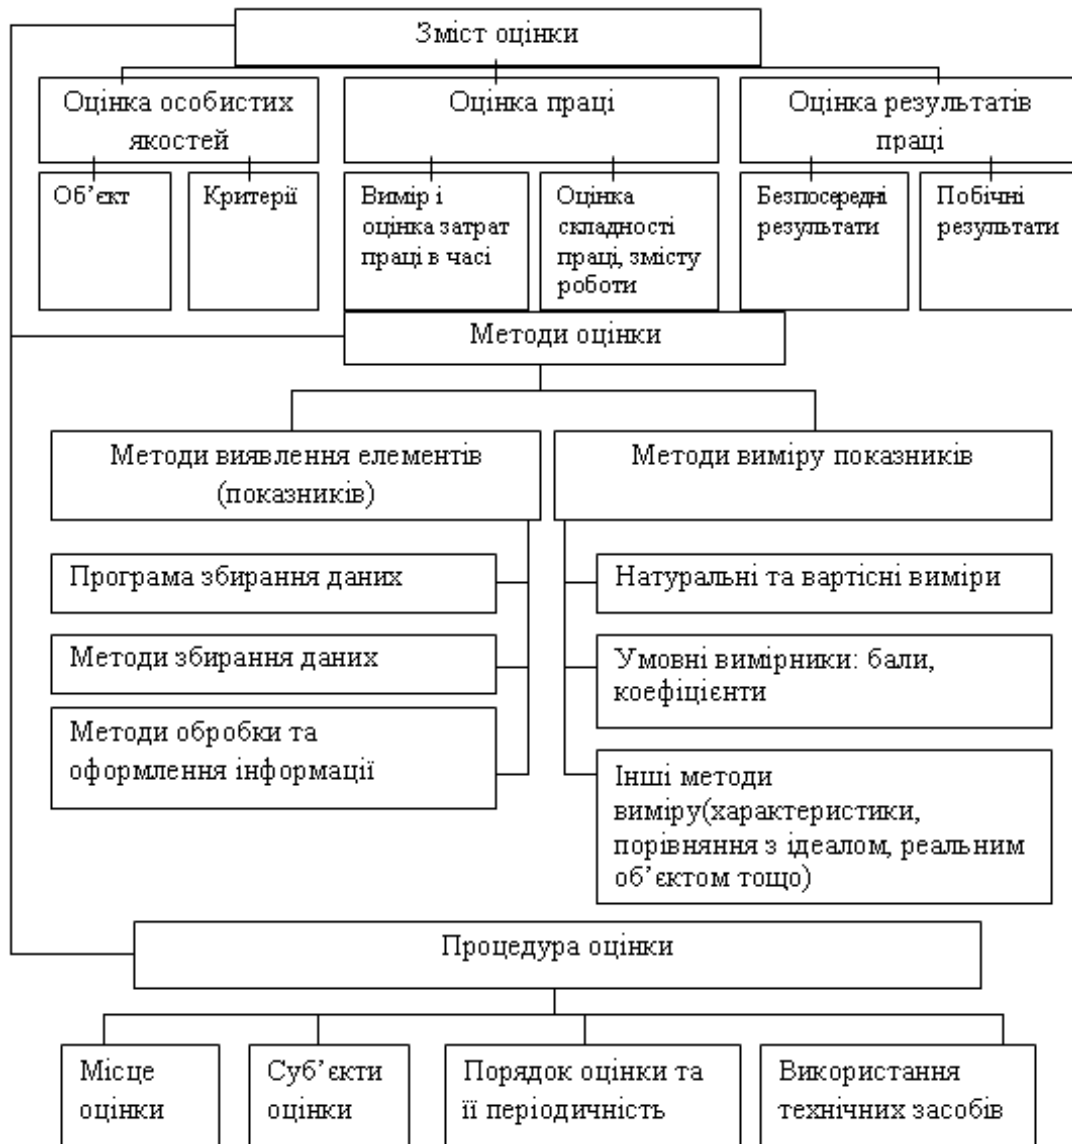 Зміст оцінки
Оцінка особистих
якостей
Оцінка праці
Оцінка результатів
праці
Об’єкт
Критерії
Вимір і
оцінка затрат
праці в часі
Оцінка
складності
праці, змісту
роботи
Безпосередні
результати
Побічні
результати
Методи оцінки
Методи виявлення елементів
(показників)
Методи виміру показників
Програма збирання даних
Методи збирання даних
Методи обробки та
оформлення інформації
Натуральні та вартісні виміри
Умовні вимірники: бали,
коефіцієнти
Інші методи
виміру(характеристики,
порівняння з ідеалом, реальним
об’єктом тощо)
Процедура оцінки
Місце
оцінки
Суб’єкти
оцінки
Порядок оцінки та
її періодичність
Використання
технічних засобів